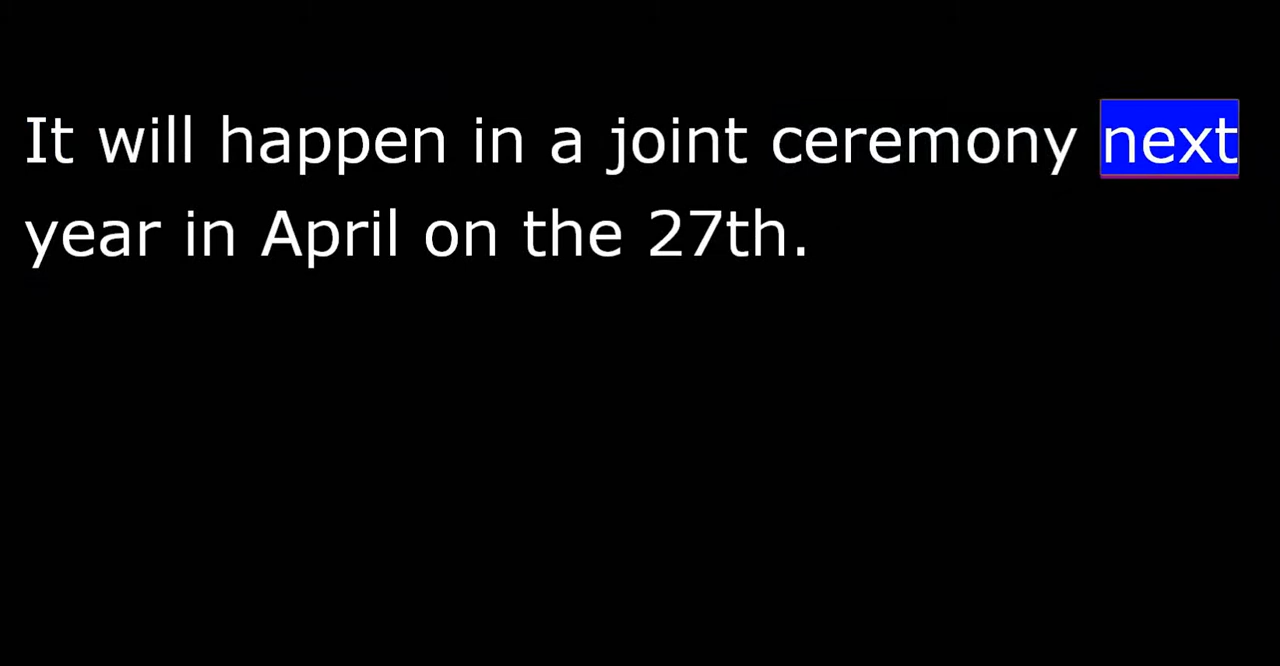 It will happen in a joint ceremony next
year in April on the 27th.